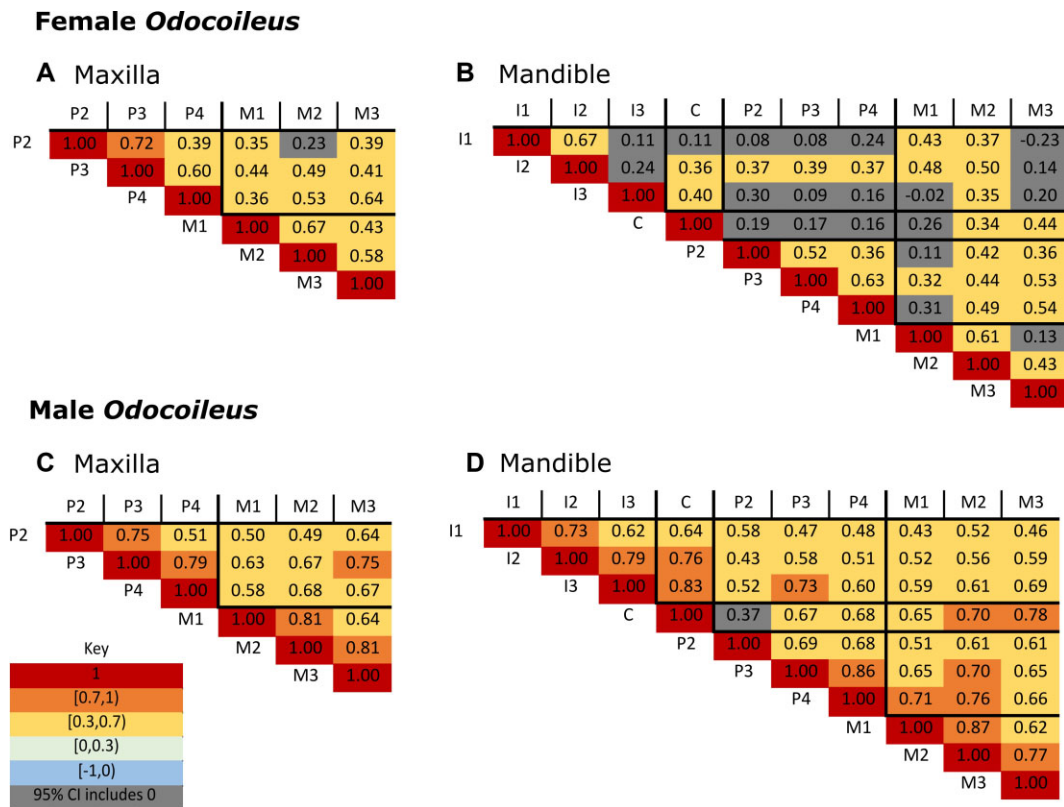 Female Odocoileus
A Maxilla
P2 P3 P4 M1 M2 M3
P2 1.00 0.72 0.39 0.35 0.23 0.39
P3 1.00 0.60 0.44 0.49 0.41
P4 1.00 0.36 0.53 0.64
M1 1.00 0.67 0.43
M2 1.00 0.58
M3 1.00
B Mandible
I1 I2 I3 C P2 P3 P4 M1 M2 M3
I1 1.00 0.67 0.11 0.11 0.08 0.08 0.24 0.43 0.37 -0.23
I2 1.00 0.24 0.36 0.37 0.39 0.37 0.48 0.50 0.14
I3 1.00 0.40 0.30 0.09 0.16 -0.02 0.35 0.20
C 1.00 0.19 0.17 0.16 0.26 0.34 0.44
P2 1.00 0.52 0.36 0.11 0.42 0.36
P3 1.00 0.63 0.32 0.44 0.53
P4 1.00 0.31 0.49 0.54
M1 1.00 0.61 0.13
M2 1.00 0.43
M3 1.00
Male Odocoileus
C Maxilla
P2 P3 P4 M1 M2 M3
P2 1.00 0.75 0.51 0.50 0.49 0.64
P3 1.00 0.79 0.63 0.67 0.75
P4 1.00 0.58 0.68 0.67
M1 1.00 0.81 0.64
M2 1.00 0.81
M3 1.00
Key
1
[0.7,1)
[0.3,0.7)
[0,0.3)
[-1,0)
95% CI includes 0
D Mandible
I1 I2 I3 C P2 P3 P4 M1 M2 M3
I1 1.00 0.73 0.62 0.64 0.58 0.47 0.48 0.43 0.52 0.46
I2 1.00 0.79 0.76 0.43 0.58 0.51 0.52 0.56 0.59
I3 1.00 0.83 0.52 0.73 0.60 0.59 0.61 0.69
C 1.00 0.37 0.67 0.68 0.65 0.70 0.78
P2 1.00 0.69 0.68 0.51 0.61 0.61
P3 1.00 0.86 0.65 0.70 0.65
P4 1.00 0.71 0.76 0.66
M1 1.00 0.87 0.62
M2 1.00 0.77
M3 1.00